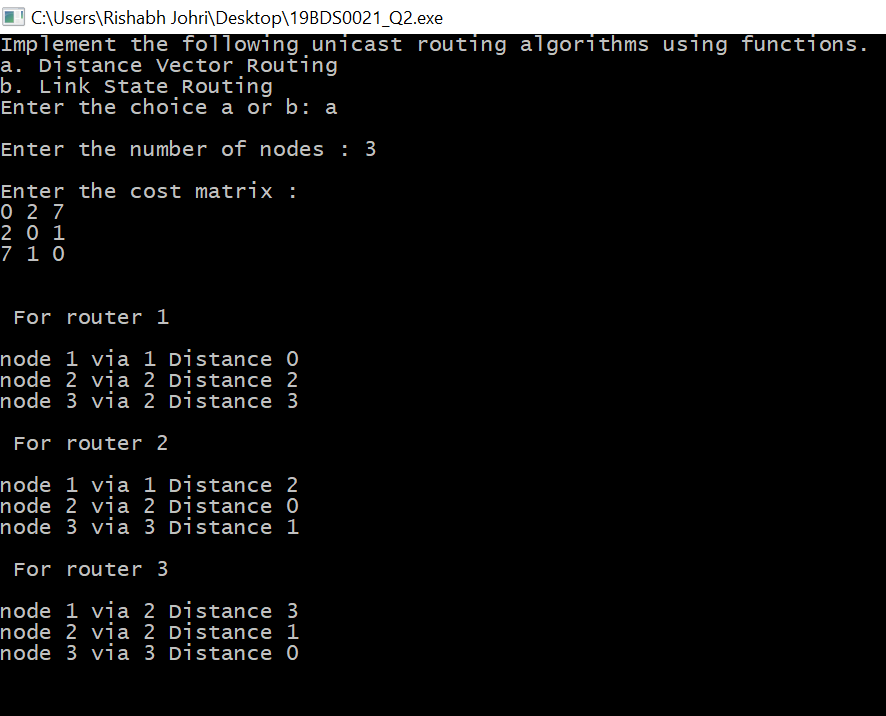 C:\Users\Rishabh Johri\Desktop\19BDS0021_Q2.exe
Implement the following unicast routing algorithms using functions.
a. Distance Vector Routing
b. Link State Routing
Enter the choice a or b: a
Enter the number of nodes : 3
Enter the cost matrix :
0 2 7
2 0 1
7 1 0
For router 1
node 1 via 1 Distance 0
node 2 via 2 Distance 2
node 3 via 2 Distance 3
For router 2
node 1 via 1 Distance 2
node 2 via 2 Distance 0
node 3 via 3 Distance 1
For router 3
node 1 via 2 Distance 3
node 2 via 2 Distance 1
node 3 via 3 Distance 0